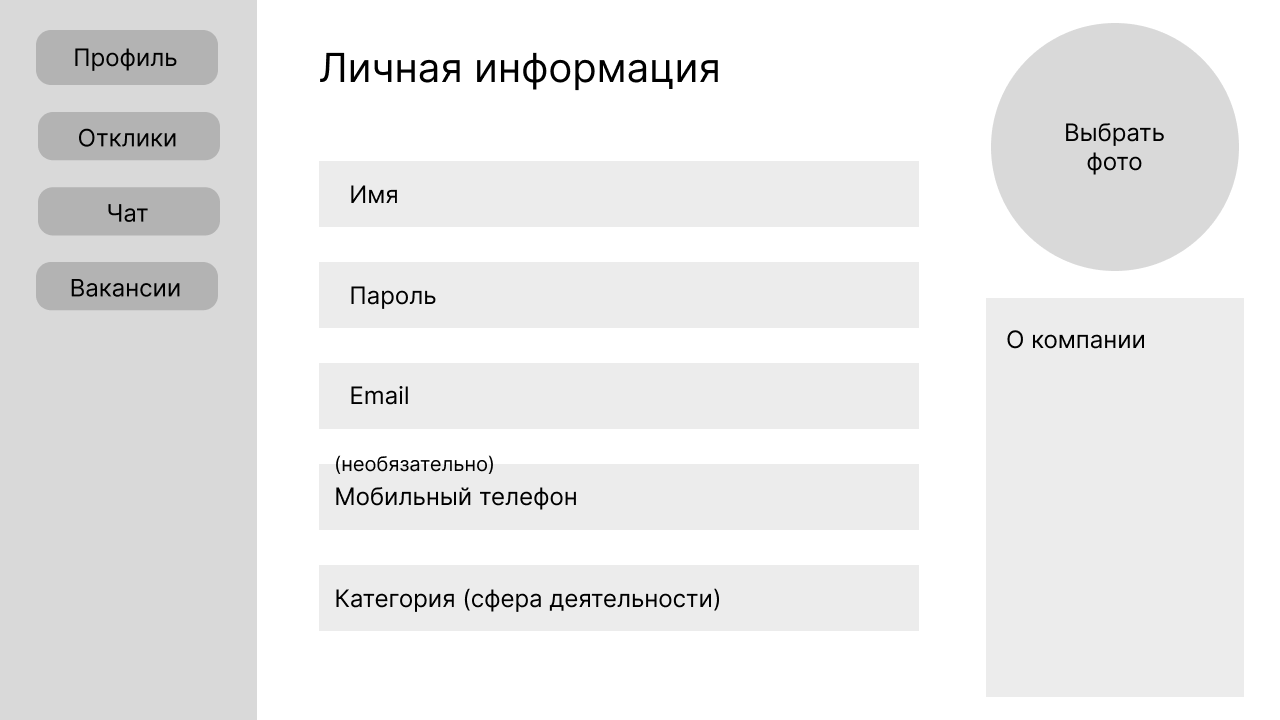 Профиль
Отклики
Чат
Вакансии
Личная информация
Имя
Пароль
Email
(необязательно)
Мобильный телефон
Категория (сфера деятельности)
Выбрать
фото
О компании